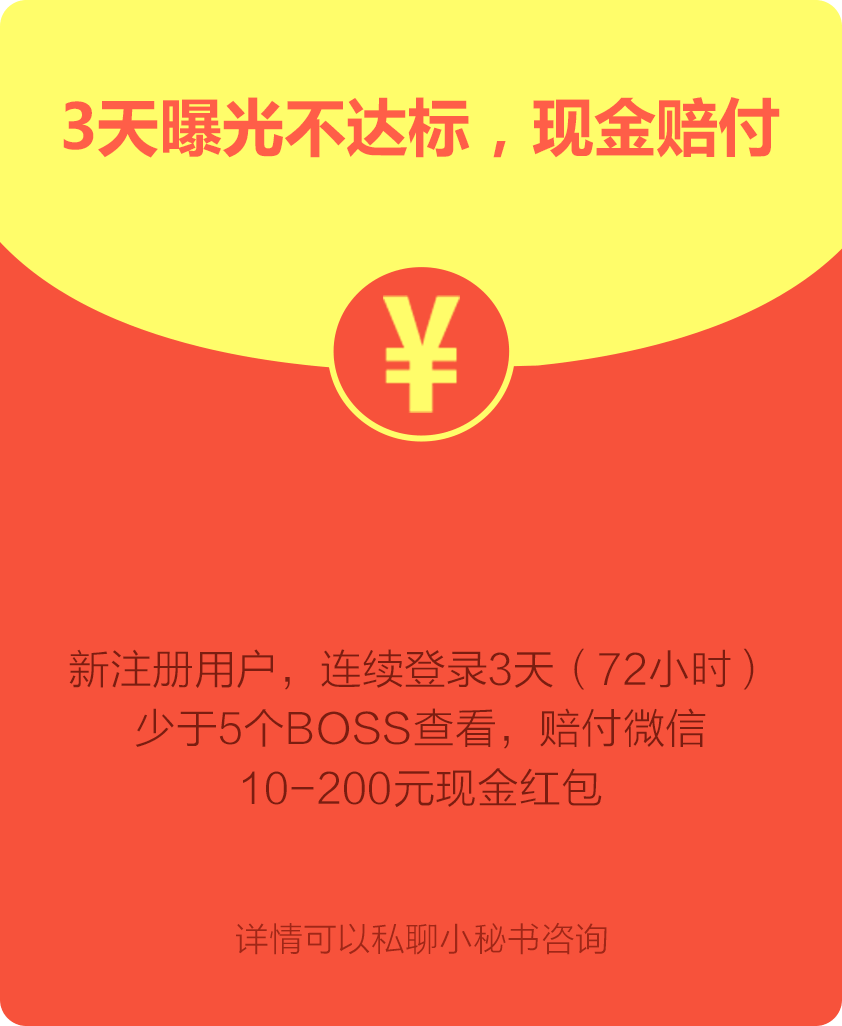 3天曝光不达标，现金赔付
¥
新注册用户，连续登录3天（72小时）
少于5个BOSS查看，赔付微信
10-200元现金红包
详情可以私聊小秘书咨询